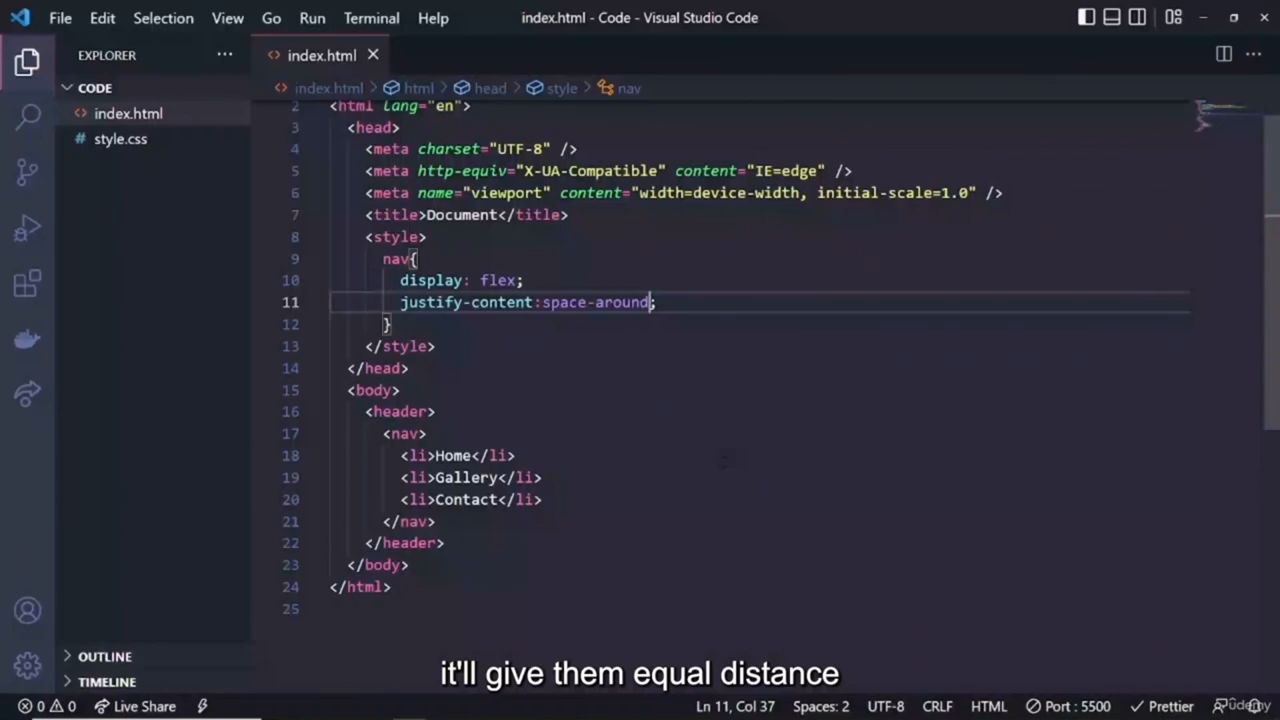 File Edit Selection View Go Run Terminal Help index.html - Code - Visual Studio Code
EXPLORER ··· <> index.html ×
CODE <> index.html > html > head > style > nav
<> index.html
# style.css
2 <html lang="en">
3 <head>
4 <meta charset="UTF-8" />
5 <meta http-equiv="X-UA-Compatible" content="IE=edge" />
6 <meta name="viewport" content="width=device-width, initial-scale=1.0" />
7 <title>Document</title>
8 <style>
9 nav{
10 display: flex;
11 justify-content:space-around;
12 }
13 </style>
14 </head>
15 <body>
16 <header>
17 <nav>
18 <li>Home</li>
19 <li>Gallery</li>
20 <li>Contact</li>
21 </nav>
22 </header>
23 </body>
24 </html>
25
OUTLINE
TIMELINE
it'll give them equal distance
0 0 Live Share Ln 11, Col 37 Spaces: 2 UTF-8 CRLF HTML Port : 5500 Prettier
Udemy